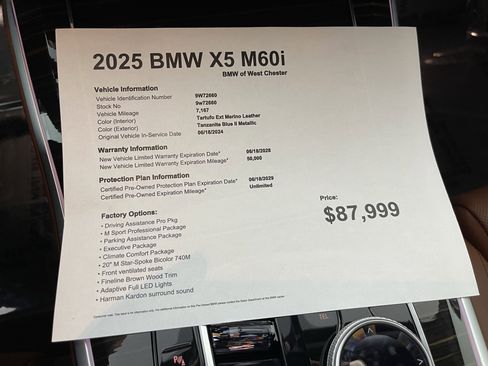 2025 BMW X5 M60i
BMW of West Chester
Vehicle Information
Vehicle Identification Number 9W72660
Stock No 9w72660
Vehicle Mileage 7,167
Color (Interior) Tartufo Ext Merino Leather
Color (Exterior) Tanzanite Blue II Metallic
Original Vehicle In-Service Date 06/18/2024
Warranty Information
New Vehicle Limited Warranty Expiration Date* 06/18/2028
New Vehicle Limited Warranty Expiration Mileage* 50,000
Protection Plan Information
Certified Pre-Owned Protection Plan Expiration Date* 06/18/2029
Certified Pre-Owned Expiration Mileage* Unlimited
Factory Options:
• Driving Assistance Pro Pkg
• M Sport Professional Package
• Parking Assistance Package
• Executive Package
• Climate Comfort Package
• 20" M Star-Spoke Bicolor 740M
• Front ventilated seats
• Fineline Brown Wood Trim
• Adaptive Full LED Lights
• Harman Kardon surround sound
Price:
$87,999
TEL